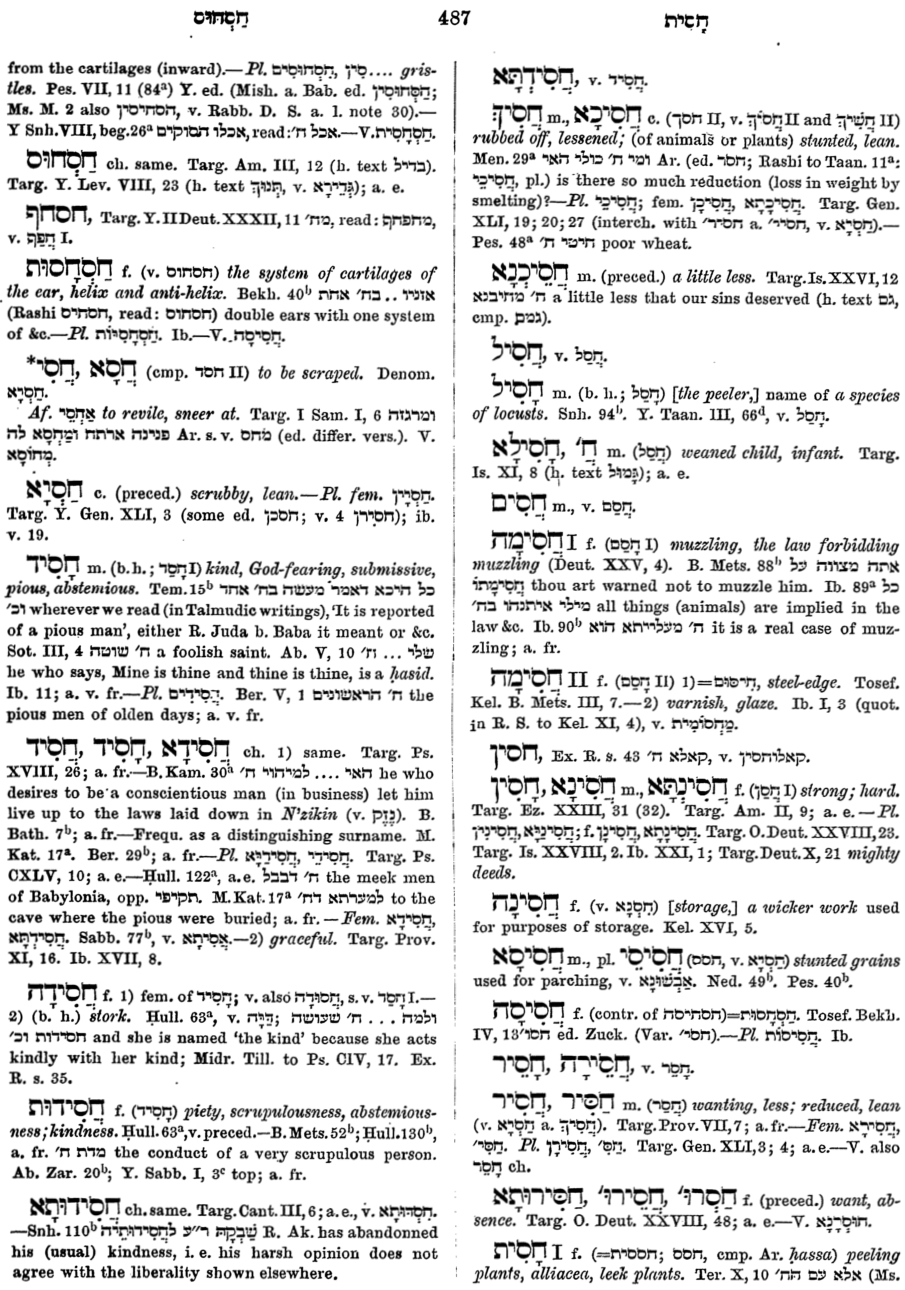 חַסְחוּס 487 חָסִית
from the cartilages (inward).—Pl. חַסְחוּסִים, סִין .... gris-
tles. Pes. VII, 11 (84a) Y. ed. (Mish. a. Bab. ed. הַסְּחוּסִין;
Ms. M. 2 also הסחיסין, v. Rabb. D. S. a. l. note 30).—
Y Snh. VIII, beg. 26a אכלו הסוקים, read: אכל ח׳.—V. חַסְחָסִית.
חַסְחוּס ch. same. Targ. Am. III, 12 (h. text בדיל).
Targ. Y. Lev. VIII, 23 (h. text תְּנוּךְ, v. גְּדִירָא); a. e.
חסחף, Targ. Y. II Deut. XXXII, 11 מח׳, read: מחפחף,
v. חֲפַף I.
חַסְחָסוּת f. (v. חסחוס) the system of cartilages of
the ear, helix and anti-helix. Bekh. 40b אזניו .. בח׳ אחת
(Rashi חסחים, read: חסחוס) double ears with one system
of &c.—Pl. חַסְחָסִיּוֹת. Ib.—V. חֲסִיסָה.
*חֲסָא, חֲסֵי (cmp. חסד II) to be scraped. Denom.
חַסְיָא.
Af. אַחְסֵי to revile, sneer at. Targ. I Sam. I, 6 ומרגזה
פנינה ארתח ומַחְסָא לה Ar. s. v. מחס (ed. differ. vers.). V.
מְחוֹסָא.
חַסְיָא c. (preced.) scrubby, lean.—Pl. fem. חַסְיָין.
Targ. Y. Gen. XLI, 3 (some ed. חסכן; v. 4 חסירן); ib.
v. 19.
חָסִיד m. (b. h.; חָסַד I) kind, God-fearing, submissive,
pious, abstemious. Tem. 15b כל היכא דאמר מעשה בח׳ אחד
וכ׳ wherever we read (in Talmudic writings), ‘It is reported
of a pious man’, either R. Juda b. Baba it meant or &c.
Sot. III, 4 ח׳ שוטה a foolish saint. Ab. V, 10 שלי ... ח׳
he who says, Mine is thine and thine is thine, is a ḥasid.
Ib. 11; a. v. fr.—Pl. חֲסִידִים. Ber. V, 1 ח׳ הראשונים the
pious men of olden days; a. v. fr.
חֲסִידָא, חָסִיד, חֲסִיד ch. 1) same. Targ. Ps.
XVIII, 26; a. fr.—B. Kam. 30a האי .... למיהוי ח׳ he who
desires to be a conscientious man (in business) let him
live up to the laws laid down in N’zikin (v. נֶזֶק). B.
Bath. 7b; a. fr.—Frequ. as a distinguishing surname. M.
Kat. 17a. Ber. 29b; a. fr.—Pl. חֲסִידֵי, חֲסִידַיָּא. Targ. Ps.
CXLV, 10; a. e.—Ḥull. 122a, a. e. ח׳ דבבל the meek men
of Babylonia, opp. תקיפי. M. Kat. 17a למערתא דח׳ to the
cave where the pious were buried; a. fr.—Fem. חֲסִידָא,
חֲסִידְתָּא. Sabb. 77b, v. אֲסִיתָא.—2) graceful. Targ. Prov.
XI, 16. Ib. XVII, 8.
חֲסִידָה f. 1) fem. of חָסִיד; v. also חֲסוּדָה, s. v. חָסַד I.—
2) (b. h.) stork. Ḥull. 63a, v. דַּיָּה; ולמה ... ח׳ שעושה
חסידות וכ׳ and she is named ‘the kind’ because she acts
kindly with her kind; Midr. Till. to Ps. CIV, 17. Ex.
R. s. 35.
חֲסִידוּת f. (חָסִיד) piety, scrupulousness, abstemious-
ness; kindness. Ḥull. 63a, v. preced.—B. Mets. 52b; Ḥull. 130b,
a. fr. מדת ח׳ the conduct of a very scrupulous person.
Ab. Zar. 20b; Y. Sabb. I, 3c top; a. fr.
חֲסִידוּתָא ch. same. Targ. Cant. III, 6; a. e., v. חַסְדּוּתָא.
—Snh. 110b שְׁבָקָהּ ר״ע לחֲסִידוּתֵיהּ R. Ak. has abandoned
his (usual) kindness, i. e. his harsh opinion does not
agree with the liberality shown elsewhere.
חֲסִידְתָּא, v. חֲסִיד.
חֲסִיךְ m., חֲסִיכָא c. (חסך II, v. חָסִיךְ II and חֲשִׁיךְ II)
rubbed off, lessened; (of animals or plants) stunted, lean.
Men. 29a ומי ח׳ כולי האי Ar. (ed. חסר; Rashi to Taan. 11a:
חֲסִיכֵי, pl.) is there so much reduction (loss in weight by
smelting)?—Pl. חֲסִיכֵי; fem. חֲסִיכָתָא, חֲסִיכָן. Targ. Gen.
XLI, 19; 20; 27 (interch. with חסיר׳ a. חסיי׳, v. חַסְיָא).—
Pes. 48a חיטי ח׳ poor wheat.
חֲסִיכְנָא m. (preced.) a little less. Targ. Is. XXVI, 12
ח׳ מחיבנא a little less that our sins deserved (h. text גם,
cmp. גמם).
חֲסִיל, v. חֲסַל.
חָסִיל m. (b. h.; חָסַל) [the peeler,] name of a species
of locusts. Snh. 94b. Y. Taan. III, 66d, v. חֲסַל.
חֲסִילָא, חָ׳ m. (חֲסַל) weaned child, infant. Targ.
Is. XI, 8 (h. text גָּמוּל); a. e.
חֲסִים m., v. חֲסַם.
חֲסִימָה I f. (חָסַם I) muzzling, the law forbidding
muzzling (Deut. XXV, 4). B. Mets. 88b אתה מצווה על
חֲסִימָתוֹ thou art warned not to muzzle him. Ib. 89a כל
מילי איתנהו בח׳ all things (animals) are implied in the
law &c. Ib. 90b ח׳ מעלייתא הוא it is a real case of muz-
zling; a. fr.
חֲסִימָה II f. (חָסַם II) 1)=חִיסּוּם, steel-edge. Tosef.
Kel. B. Mets. III, 7.—2) varnish, glaze. Ib. I, 3 (quot.
in R. S. to Kel. XI, 4), v. מַחְסוֹמִית.
חסין, Ex. R. s. 43 קאלא ח׳, v. קאליחסין.
חֲסִין, חֲסִינָא m., חֲסִינְתָּא f. (חֲסַן I) strong; hard.
Targ. Ez. XXIII, 31 (32). Targ. Am. II, 9; a. e.—Pl.
חֲסִינִין, חֲסִינַיָּא; f. חֲסִינָן, חֲסִינָתָא. Targ. O. Deut. XXVIII, 23.
Targ. Is. XXVIII, 2. Ib. XXI, 1; Targ. Deut. X, 21 mighty
deeds.
חֲסִינָה f. (v. חִסְנָא) [storage,] a wicker work used
for purposes of storage. Kel. XVI, 5.
חֲסִיסָא m., pl. חֲסִיסֵי (חסס, v. חַסְיָא) stunted grains
used for parching, v. אַבְשׁוּנָא. Ned. 49b. Pes. 40b.
חֲסִיסָה f. (contr. of חסחיסה)=חַסְחָסוּת. Tosef. Bekh.
IV, 13 חסי׳ ed. Zuck. (Var. חסי׳).—Pl. חֲסִיסוֹת. Ib.
חָסֵיר, חֲסֵירָה, v. חָסֵר.
חֲסִיר, חַסִּיר m. (חֲסַר) wanting, less; reduced, lean
(v. חַסְיָא a. חֲסִיךְ). Targ. Prov. VII, 7; a. fr.—Fem. חֲסִירָא,
חַסִּי׳. Pl. חֲסִירָן, חַסִּ׳. Targ. Gen. XLI, 3; 4; a. e.—V. also
חֲסַר ch.
חַסִּירוּתָא, חֲסִירוּ׳, חַסְרוּ׳ f. (preced.) want, ab-
sence. Targ. O. Deut. XXVIII, 48; a. e.—V. חוּסְרָנָא.
חָסִית I f. (=חססית; חסס, cmp. Ar. ḥassa) peeling
plants, alliacea, leek plants. Ter. X, 10 אלא עם הח׳ (Ms.